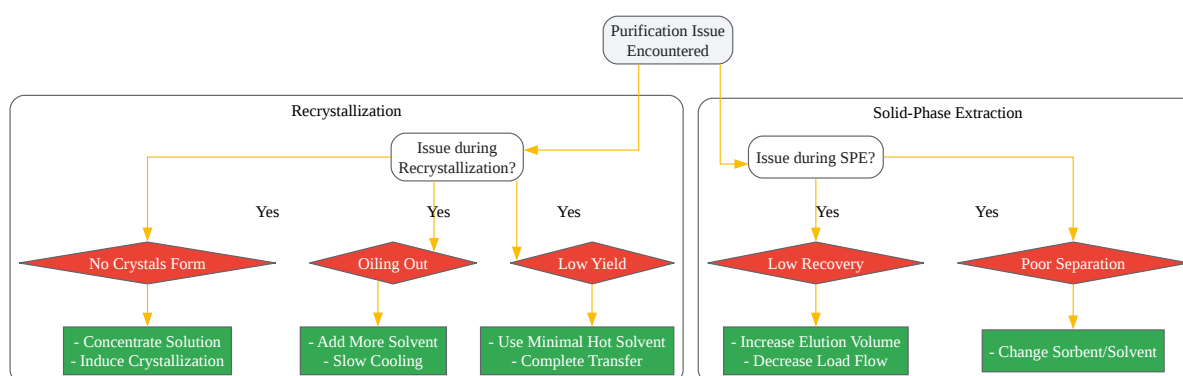 Purification Issue
Encountered
Recrystallization
Solid-Phase Extraction
Issue during
Recrystallization?
Issue during SPE?
Yes
Yes
Yes
Yes
Yes
No Crystals Form
Oiling Out
Low Yield
Low Recovery
Poor Separation
- Concentrate Solution
- Induce Crystallization
- Add More Solvent
- Slow Cooling
- Use Minimal Hot Solvent
- Complete Transfer
- Increase Elution Volume
- Decrease Load Flow
- Change Sorbent/Solvent